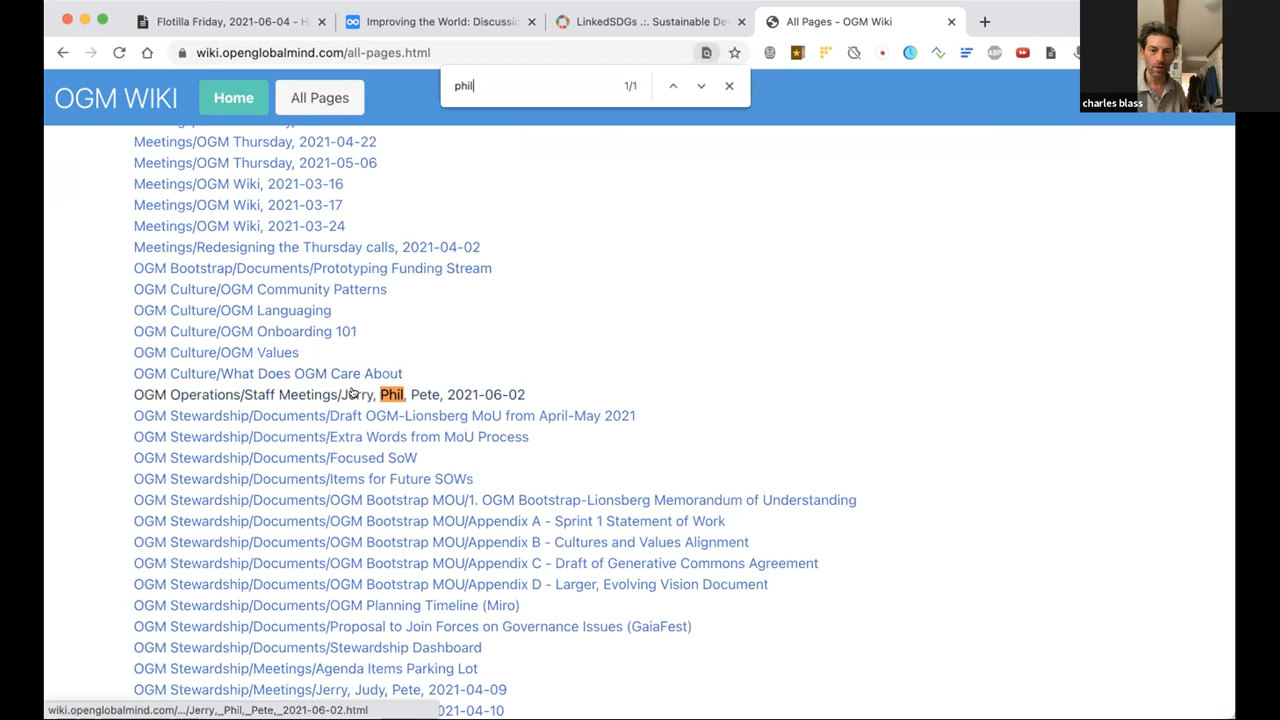 Flotilla Friday, 2021-06-04 - H
Improving the World: Discussio
LinkedSDGs .:. Sustainable De
All Pages - OGM Wiki
wiki.openglobalmind.com/all-pages.html
ABP
phil
1/1
charles blass
OGM WIKI
Home
All Pages
Meetings/OGM Thursday, 2021-04-22
Meetings/OGM Thursday, 2021-05-06
Meetings/OGM Wiki, 2021-03-16
Meetings/OGM Wiki, 2021-03-17
Meetings/OGM Wiki, 2021-03-24
Meetings/Redesigning the Thursday calls, 2021-04-02
OGM Bootstrap/Documents/Prototyping Funding Stream
OGM Culture/OGM Community Patterns
OGM Culture/OGM Languaging
OGM Culture/OGM Onboarding 101
OGM Culture/OGM Values
OGM Culture/What Does OGM Care About
OGM Operations/Staff Meetings/Jerry, Phil, Pete, 2021-06-02
OGM Stewardship/Documents/Draft OGM-Lionsberg MoU from April-May 2021
OGM Stewardship/Documents/Extra Words from MoU Process
OGM Stewardship/Documents/Focused SoW
OGM Stewardship/Documents/Items for Future SOWs
OGM Stewardship/Documents/OGM Bootstrap MOU/1. OGM Bootstrap-Lionsberg Memorandum of Understanding
OGM Stewardship/Documents/OGM Bootstrap MOU/Appendix A - Sprint 1 Statement of Work
OGM Stewardship/Documents/OGM Bootstrap MOU/Appendix B - Cultures and Values Alignment
OGM Stewardship/Documents/OGM Bootstrap MOU/Appendix C - Draft of Generative Commons Agreement
OGM Stewardship/Documents/OGM Bootstrap MOU/Appendix D - Larger, Evolving Vision Document
OGM Stewardship/Documents/OGM Planning Timeline (Miro)
OGM Stewardship/Documents/Proposal to Join Forces on Governance Issues (GaiaFest)
OGM Stewardship/Documents/Stewardship Dashboard
OGM Stewardship/Meetings/Agenda Items Parking Lot
OGM Stewardship/Meetings/Jerry, Judy, Pete, 2021-04-09
wiki.openglobalmind.com/.../Jerry,_Phil,_Pete,_2021-06-02.html
021-04-10